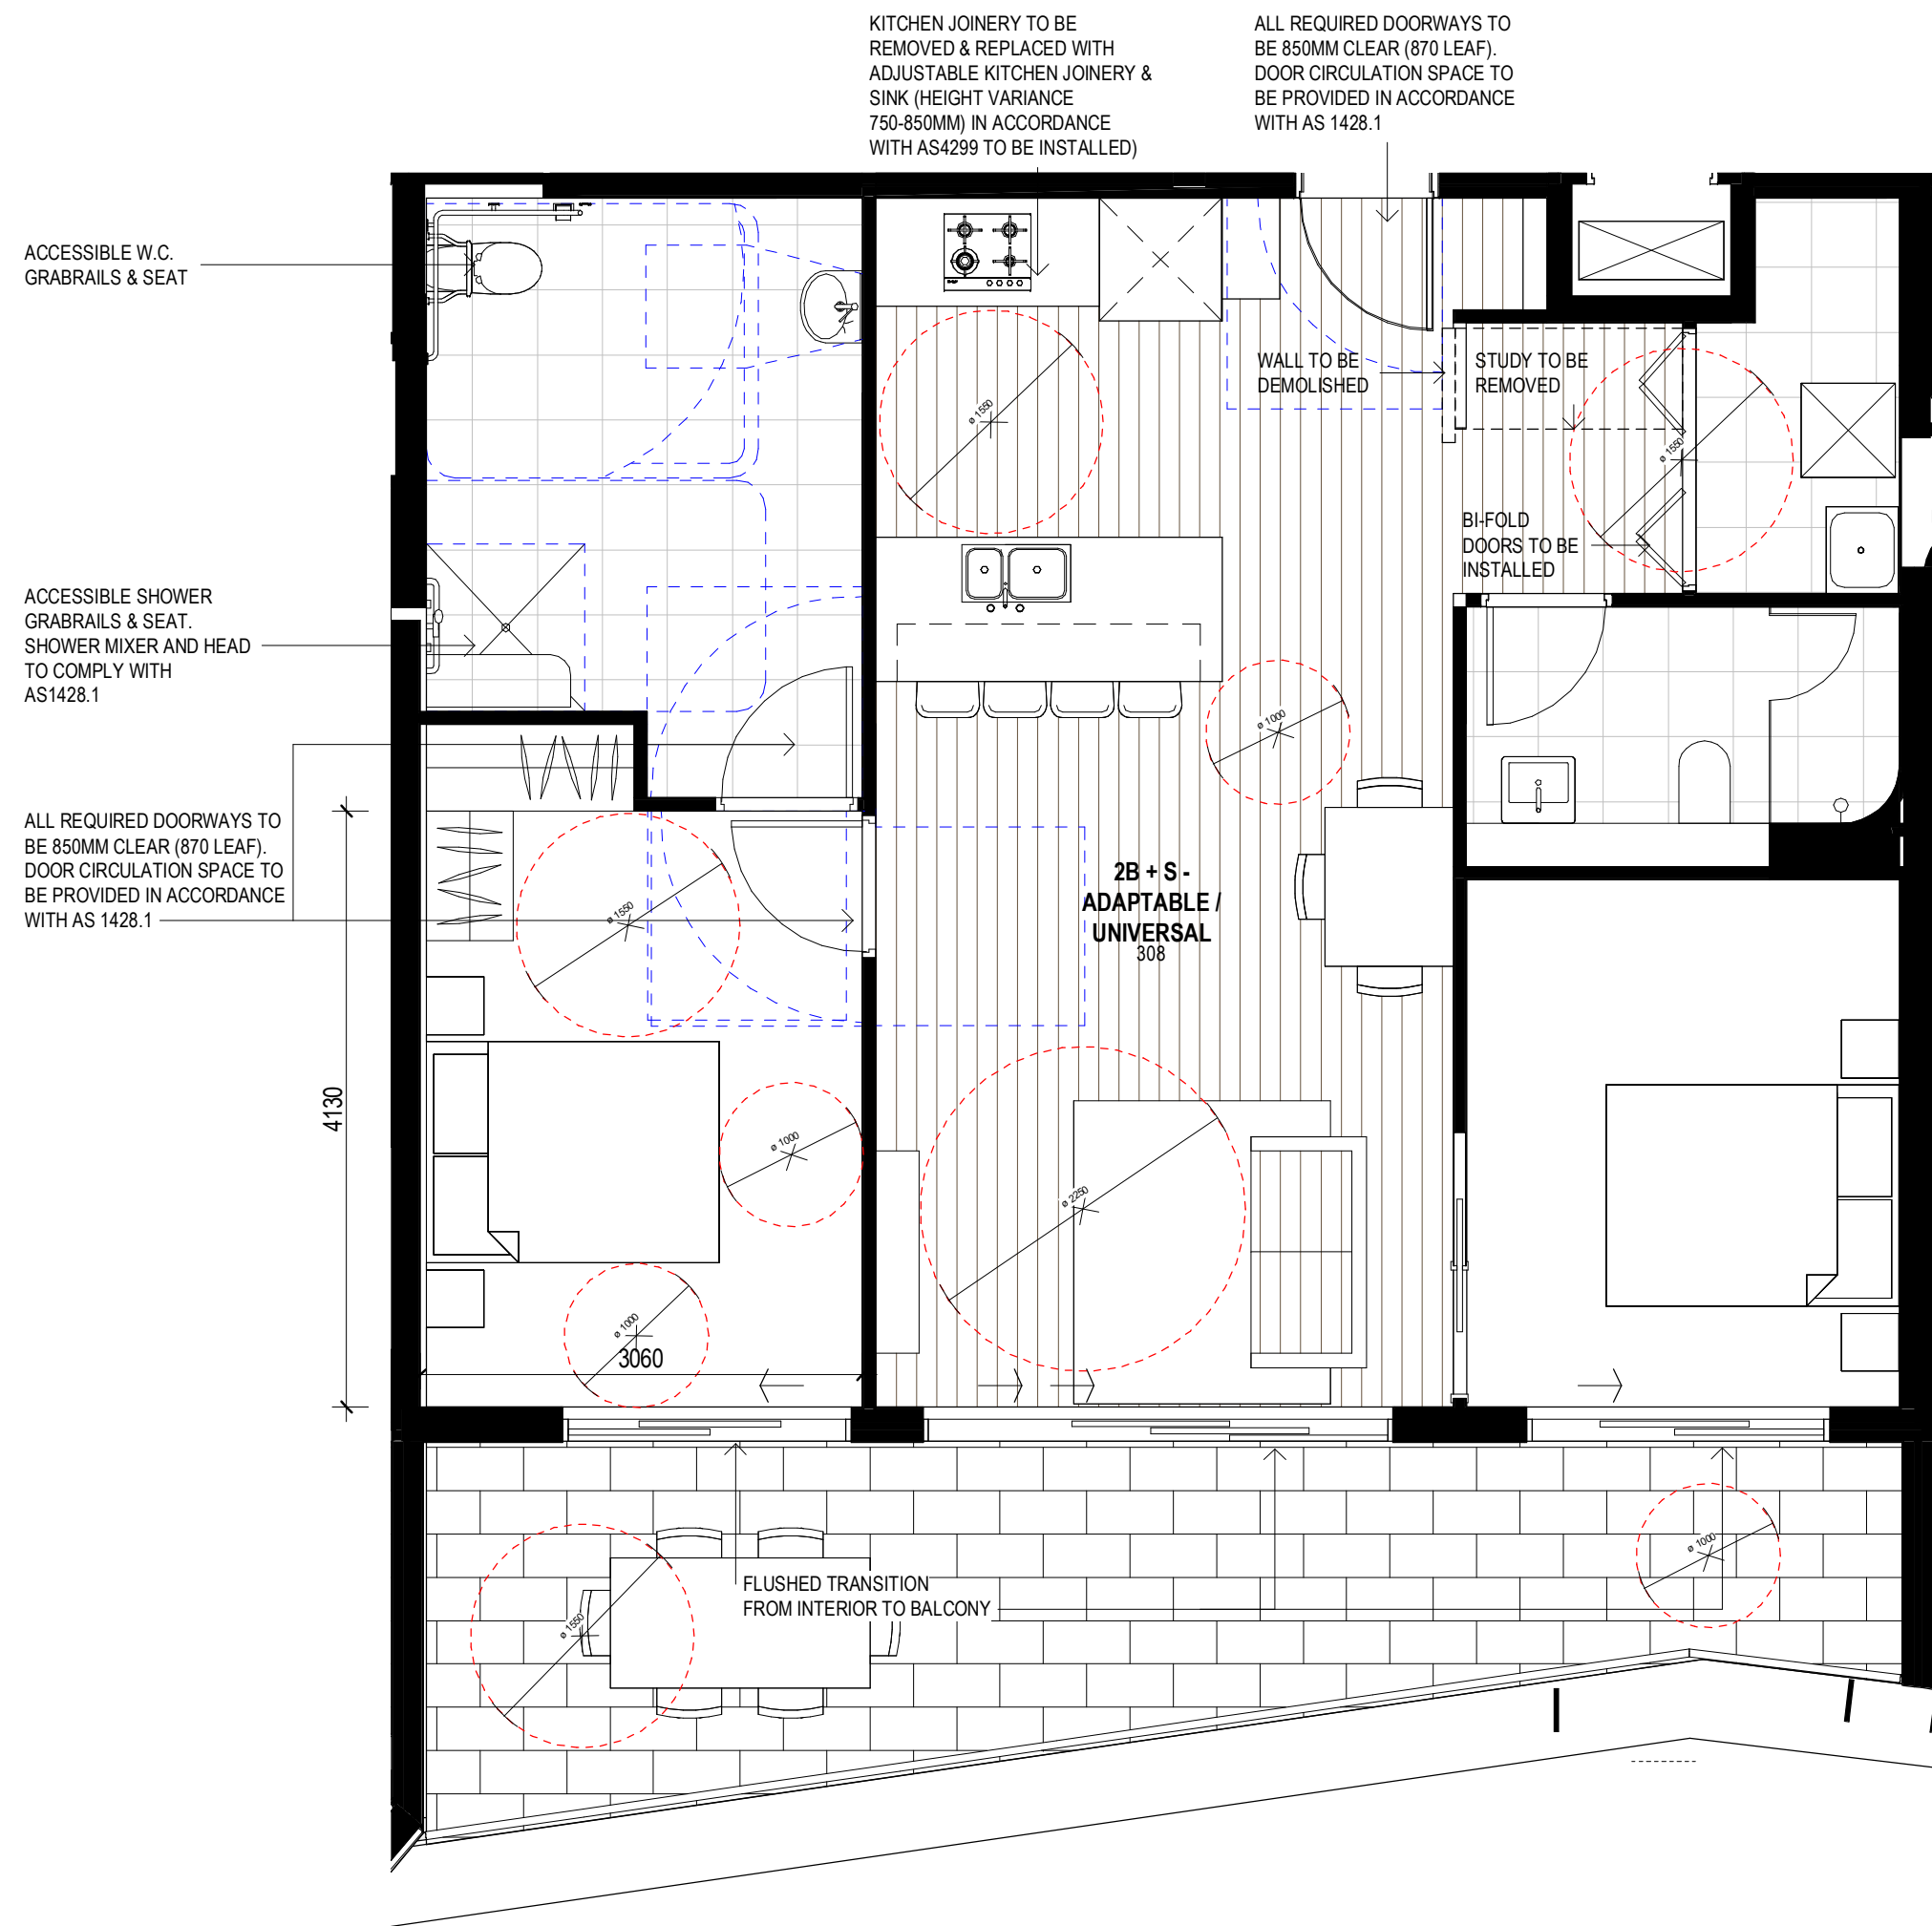 KITCHEN JOINERY TO BE
REMOVED & REPLACED WITH
ADJUSTABLE KITCHEN JOINERY &
SINK (HEIGHT VARIANCE
750-850MM) IN ACCORDANCE
WITH AS4299 TO BE INSTALLED)
ALL REQUIRED DOORWAYS TO
BE 850MM CLEAR (870 LEAF).
DOOR CIRCULATION SPACE TO
BE PROVIDED IN ACCORDANCE
WITH AS 1428.1
ACCESSIBLE W.C.
GRABRAILS & SEAT
WALL TO BE
DEMOLISHED
STUDY TO BE
REMOVED
ø 1550
ø 1550
BI-FOLD
DOORS TO BE
INSTALLED
ACCESSIBLE SHOWER
GRABRAILS & SEAT.
SHOWER MIXER AND HEAD
TO COMPLY WITH
AS1428.1
ø 1000
ALL REQUIRED DOORWAYS TO
BE 850MM CLEAR (870 LEAF).
DOOR CIRCULATION SPACE TO
BE PROVIDED IN ACCORDANCE
WITH AS 1428.1
ø 1550
2B + S -
ADAPTABLE /
UNIVERSAL
308
4130
ø 1000
ø 2250
ø 1000
3060
ø 1000
FLUSHED TRANSITION
FROM INTERIOR TO BALCONY
ø 1550